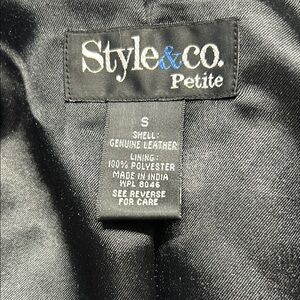 Style&co.
Petite
S
SHELL:
GENUINE LEATHER
LINING:
100% POLYESTER
MADE IN INDIA
WPL 8046
SEE REVERSE
FOR CARE